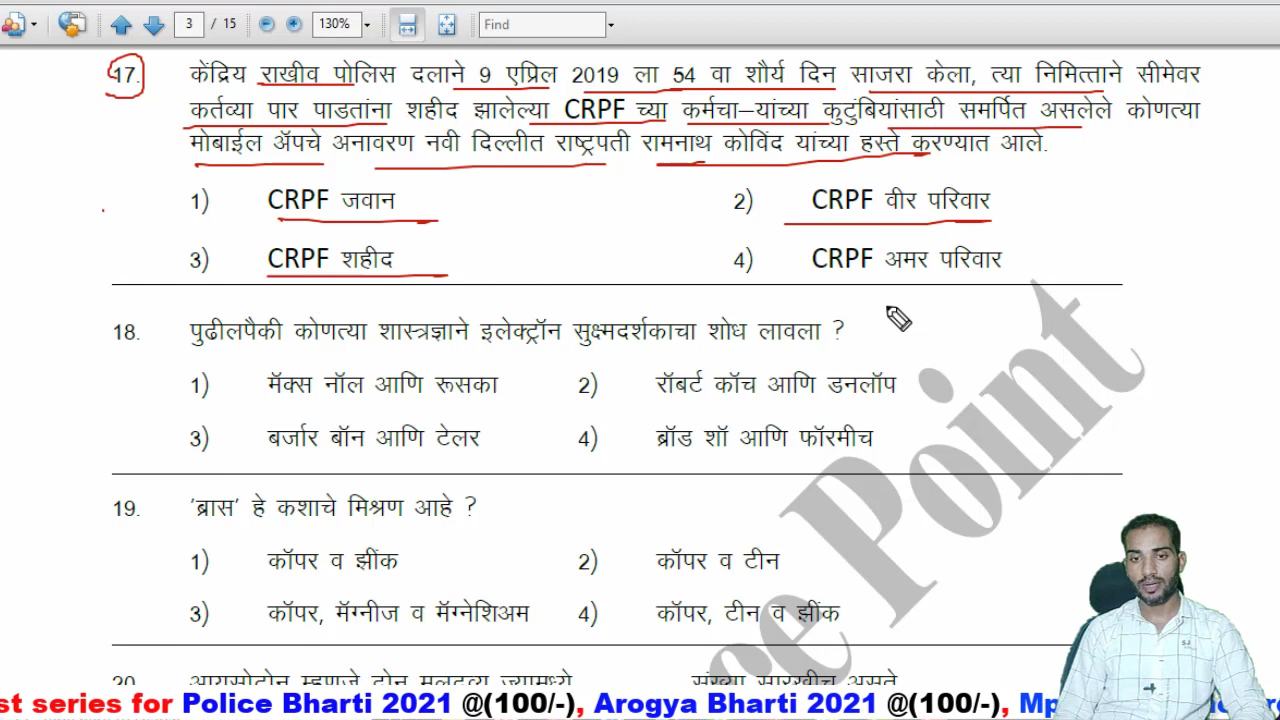 3 / 15 130% Find
17. केंद्रिय राखीव पोलिस दलाने 9 एप्रिल 2019 ला 54 वा शौर्य दिन साजरा केला, त्या निमित्ताने सीमेवर
कर्तव्या पार पाडतांना शहीद झालेल्या CRPF च्या कर्मचा–यांच्या कुटुंबियांसाठी समर्पित असलेले कोणत्या
मोबाईल ॲपचे अनावरण नवी दिल्लीत राष्ट्रपती रामनाथ कोविंद यांच्या हस्ते करण्यात आले.
1) CRPF जवान 2) CRPF वीर परिवार
3) CRPF शहीद 4) CRPF अमर परिवार
18. पुढीलपैकी कोणत्या शास्त्रज्ञाने इलेक्ट्रॉन सुक्ष्मदर्शकाचा शोध लावला ?
1) मॅक्स नॉल आणि रूसका 2) रॉबर्ट कॉच आणि डनलॉप
3) बर्जार बॉन आणि टेलर 4) ब्रॉड शॉ आणि फॉरमीच
19. 'ब्रास' हे कशाचे मिश्रण आहे ?
1) कॉपर व झींक 2) कॉपर व टीन
3) कॉपर, मॅग्नीज व मॅग्नेशिअम 4) कॉपर, टीन व झींक
Point
st series for Police Bharti 2021 @(100/-), Arogya Bharti 2021 @(100/-), Mp